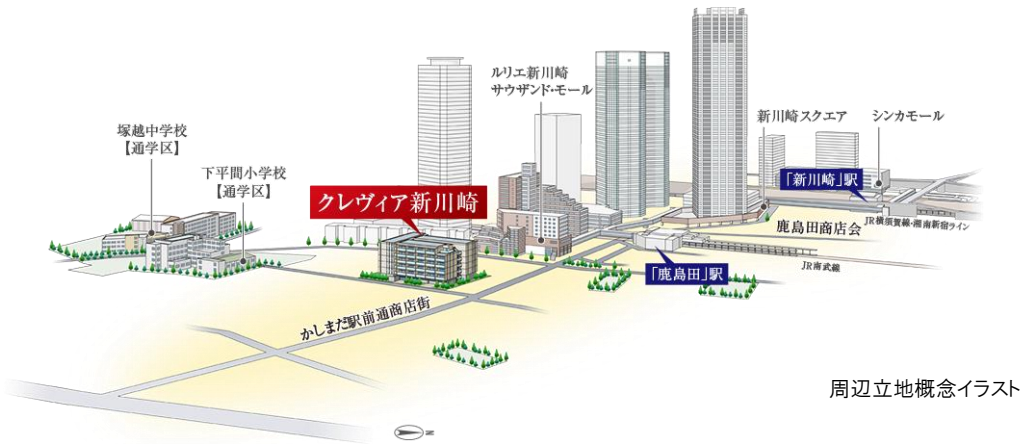 ルリエ新川崎
サウザンド・モール
新川崎スクエア
シンカモール
塚越中学校
【通学区】
下平間小学校
【通学区】
クレヴィア新川崎
「新川崎」駅
JR横須賀線・湘南新宿ライン
鹿島田商店会
「鹿島田」駅
JR南武線
かしまだ駅前通商店街
周辺立地概念イラスト
N